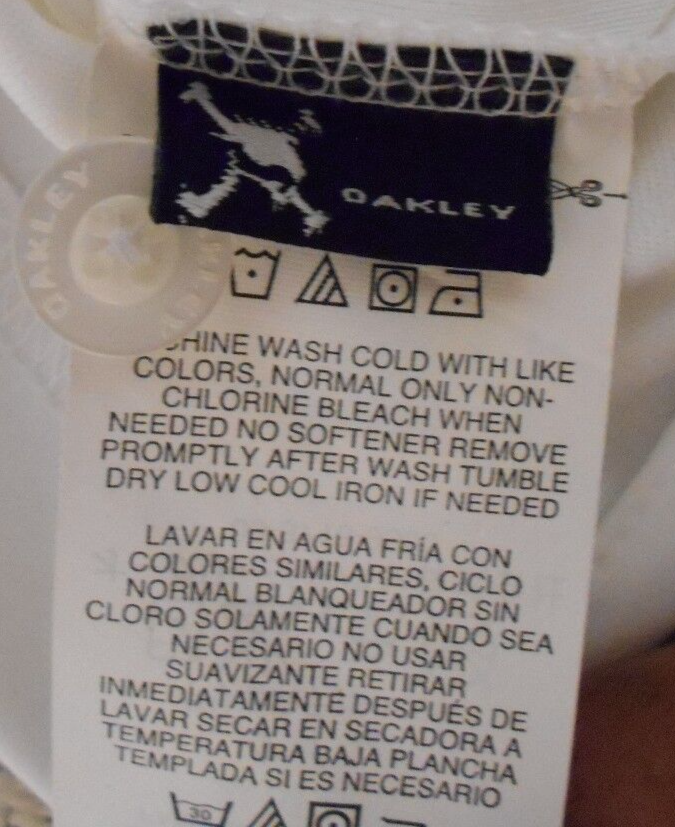 OAKLEY
OAKLEY
CHINE WASH COLD WITH LIKE
COLORS, NORMAL ONLY NON-
CHLORINE BLEACH WHEN
NEEDED NO SOFTENER REMOVE
PROMPTLY AFTER WASH TUMBLE
DRY LOW COOL IRON IF NEEDED
LAVAR EN AGUA FRÍA CON
COLORES SIMILARES, CICLO
NORMAL BLANQUEADOR SIN
CLORO SOLAMENTE CUANDO SEA
NECESARIO NO USAR
SUAVIZANTE RETIRAR
INMEDIATAMENTE DESPUÉS DE
LAVAR SECAR EN SECADORA A
TEMPERATURA BAJA PLANCHA
TEMPLADA SI ES NECESARIO
30